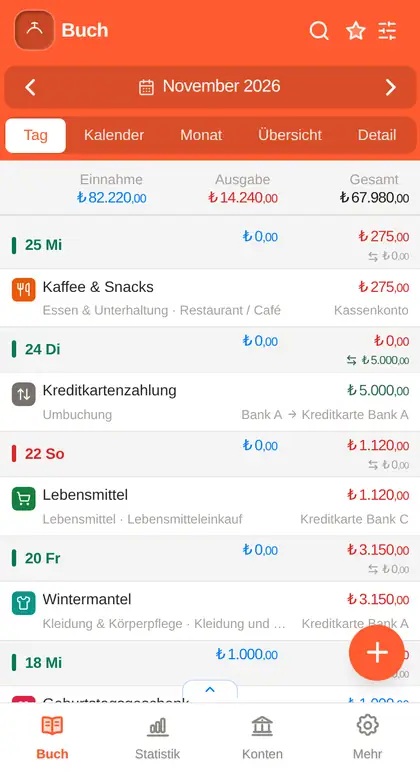 Buch
November 2026
Tag Kalender Monat Übersicht Detail
Einnahme Ausgabe Gesamt
₺82.220,00 ₺14.240,00 ₺67.980,00
25 Mi ₺0,00 ₺275,00
₺0,00
Kaffee & Snacks ₺275,00
Essen & Unterhaltung · Restaurant / Café Kassenkonto
24 Di ₺0,00 ₺0,00
₺5.000,00
Kreditkartenzahlung ₺5.000,00
Umbuchung Bank A → Kreditkarte Bank A
22 So ₺0,00 ₺1.120,00
₺0,00
Lebensmittel ₺1.120,00
Lebensmittel · Lebensmitteleinkauf Kreditkarte Bank C
20 Fr ₺0,00 ₺3.150,00
₺0,00
Wintermantel ₺3.150,00
Kleidung & Körperpflege · Kleidung und ... Kreditkarte Bank A
18 Mi ₺1.000,00
Buch Statistik Konten Mehr